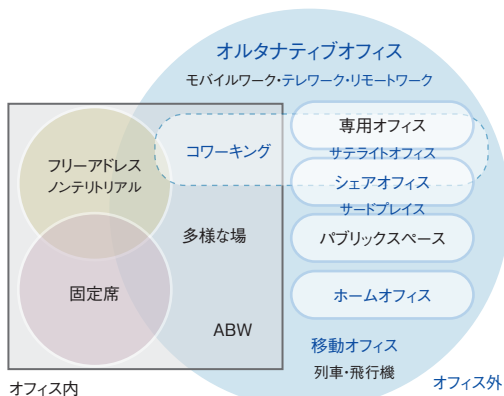 オルタナティブオフィス
モバイルワーク・テレワーク・リモートワーク
専用オフィス
コワーキング
サテライトオフィス
フリーアドレス
ノンテリトリアル
シェアオフィス
サードプレイス
多様な場
パブリックスペース
固定席
ホームオフィス
ABW
移動オフィス
列車・飛行機
オフィス内
オフィス外